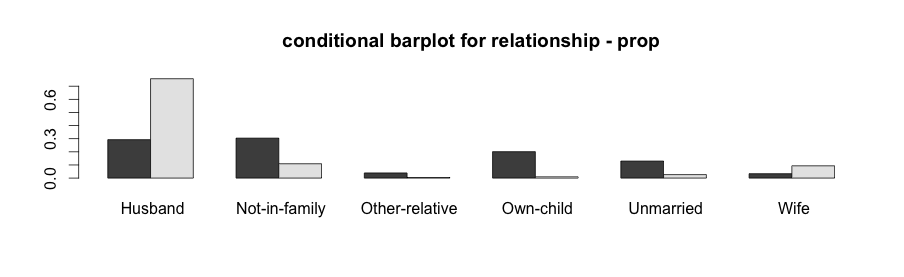 conditional barplot for relationship - prop
0.6
0.3
0.0
Husband Not-in-family Other-relative Own-child Unmarried Wife